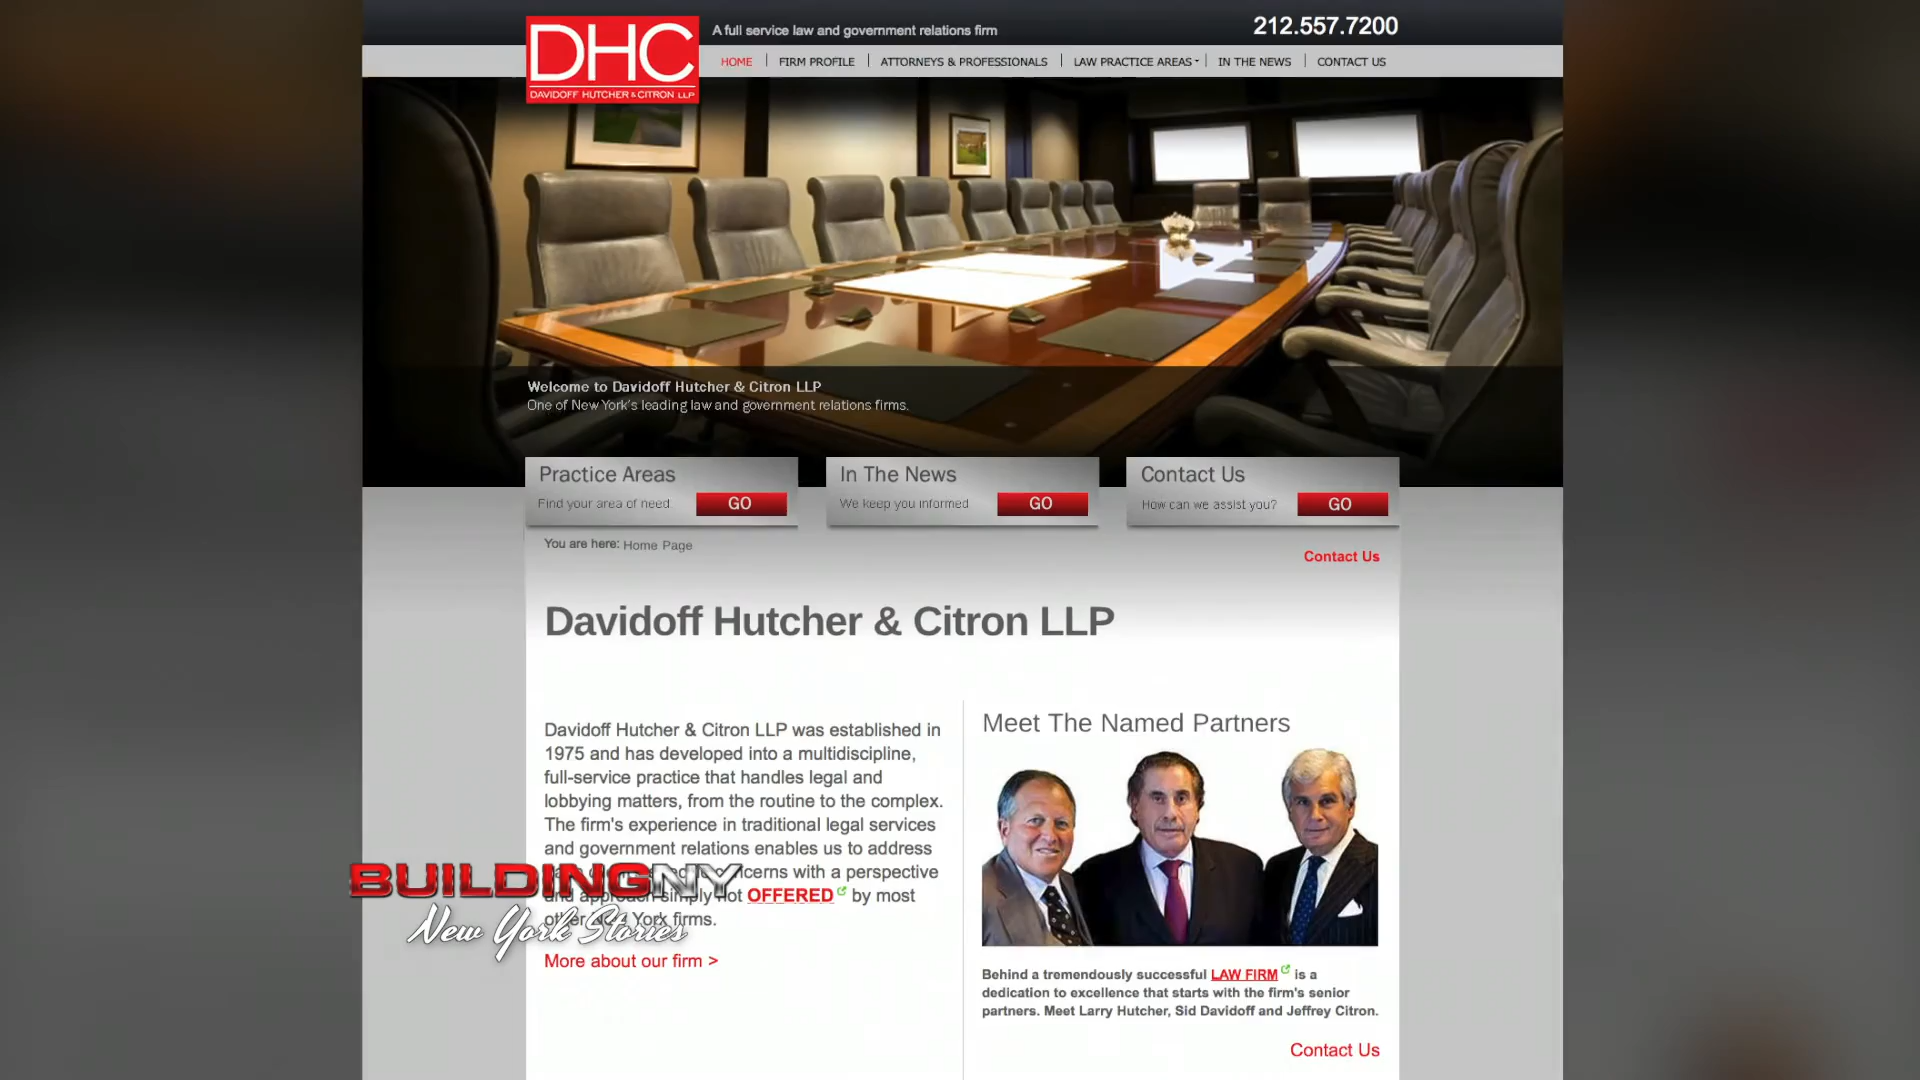 DHC
DAVIDOFF HUTCHER & CITRON LLP
A full service law and government relations firm
212.557.7200
HOME
FIRM PROFILE
ATTORNEYS & PROFESSIONALS
LAW PRACTICE AREAS
IN THE NEWS
CONTACT US
Welcome to Davidoff Hutcher & Citron LLP
One of New York's leading law and government relations firms.
Practice Areas
Find your area of need
GO
In The News
We keep you informed
GO
Contact Us
How can we assist you?
GO
You are here: Home Page
Contact Us
Davidoff Hutcher & Citron LLP
Davidoff Hutcher & Citron LLP was established in
1975 and has developed into a multidiscipline,
full-service practice that handles legal and
lobbying matters, from the routine to the complex.
The firm's experience in traditional legal services
and government relations enables us to address
concerns with a perspective
and approach simply not OFFERED by most
other New York firms.
More about our firm >
Meet The Named Partners
Behind a tremendously successful LAW FIRM is a
dedication to excellence that starts with the firm's senior
partners. Meet Larry Hutcher, Sid Davidoff and Jeffrey Citron.
Contact Us
BUILDINGNY
New York Stories